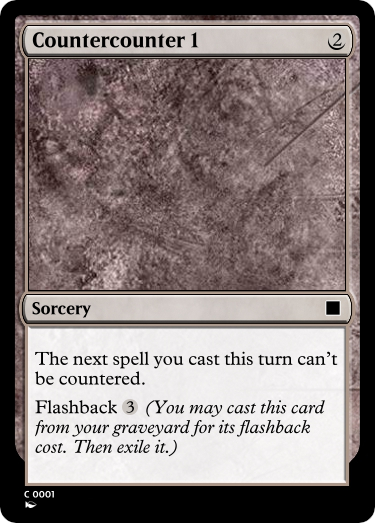 Countercounter 1 2
Sorcery
The next spell you cast this turn can't
be countered.
Flashback 3 (You may cast this card
from your graveyard for its flashback
cost. Then exile it.)
C 0001